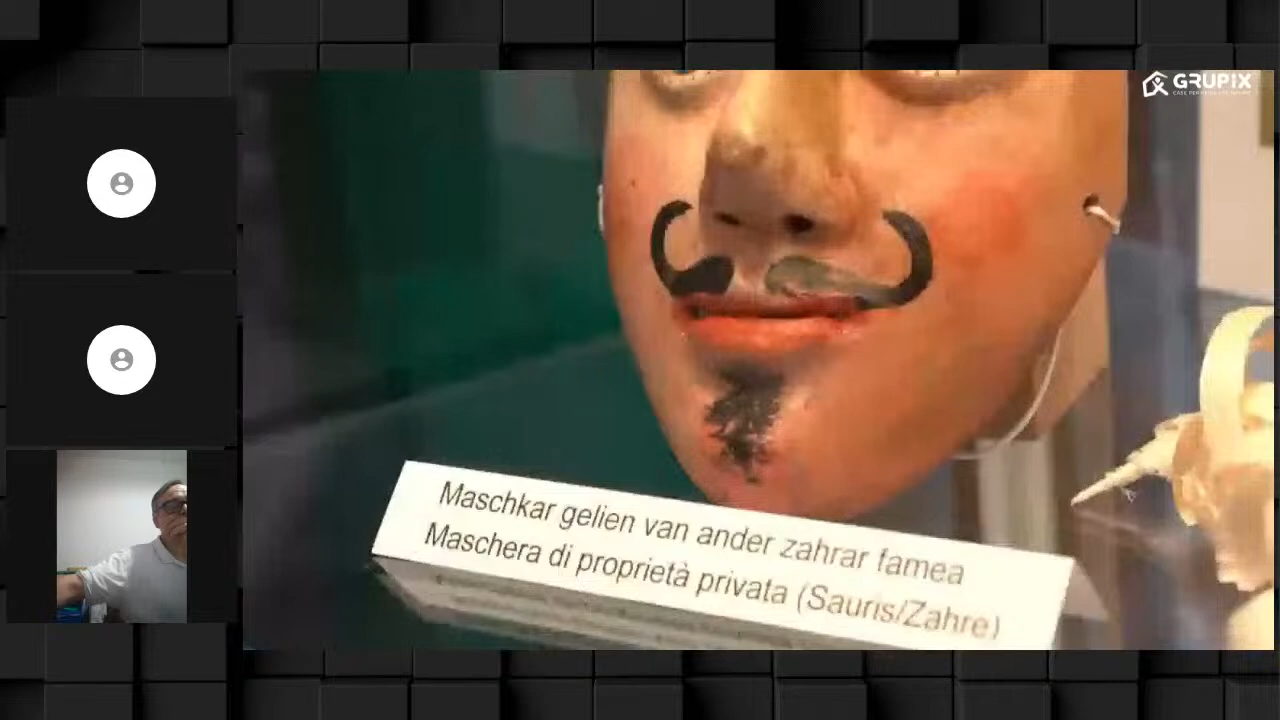 GRUPIX
Maschkar gelien van ander zahrar famea
Maschera di proprietà privata (Sauris/Zahre)